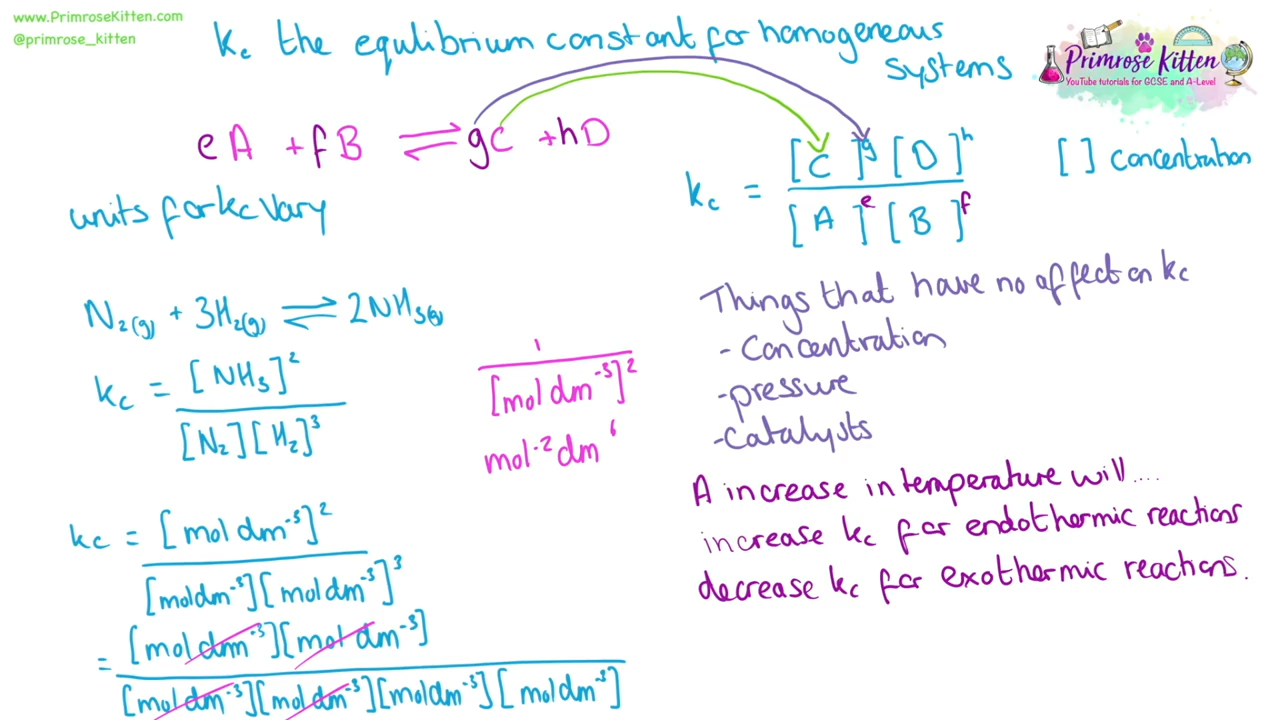 www.PrimroseKitten.com
@primrose_kitten
Kc the equlibrium constant for homogeneous
systems
Primrose Kitten
YouTube tutorials for GCSE and A-Level
eA + fB ⇌ gC + hD
Kc = [C]^g [D]^h / [A]^e [B]^f
[ ] concentration
units for kc vary
N₂(g) + 3H₂(g) ⇌ 2NH₃(g)
Kc = [NH₃]² / [N₂][H₂]³
1 / [mol dm⁻³]²
mol⁻² dm⁶
Kc = [mol dm⁻³]² / [mol dm⁻³][mol dm⁻³]³
= [mol dm⁻³][mol dm⁻³] / [mol dm⁻³][mol dm⁻³][mol dm⁻³][mol dm⁻³]
Things that have no affect on kc
- Concentration
- pressure
- Catalysts
A increase in temperature will....
increase kc for endothermic reactions
decrease kc for exothermic reactions.